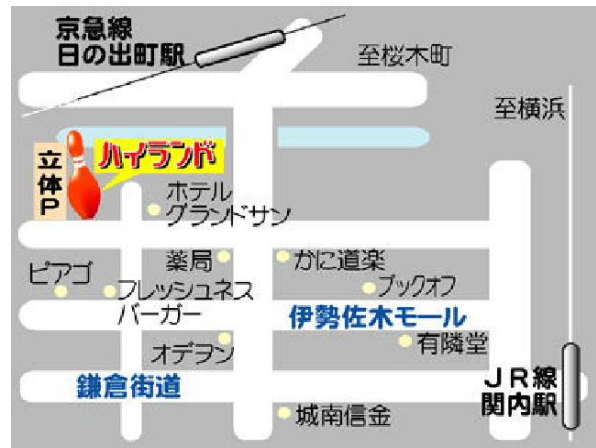 京急線
日の出町駅
至桜木町
至横浜
ハイランド
立体P
ホテル
グランドサン
薬局
かに道楽
ピアゴ
フレッシュネス
バーガー
ブックオフ
伊勢佐木モール
オデヲン
有隣堂
鎌倉街道
JR線
関内駅
城南信金